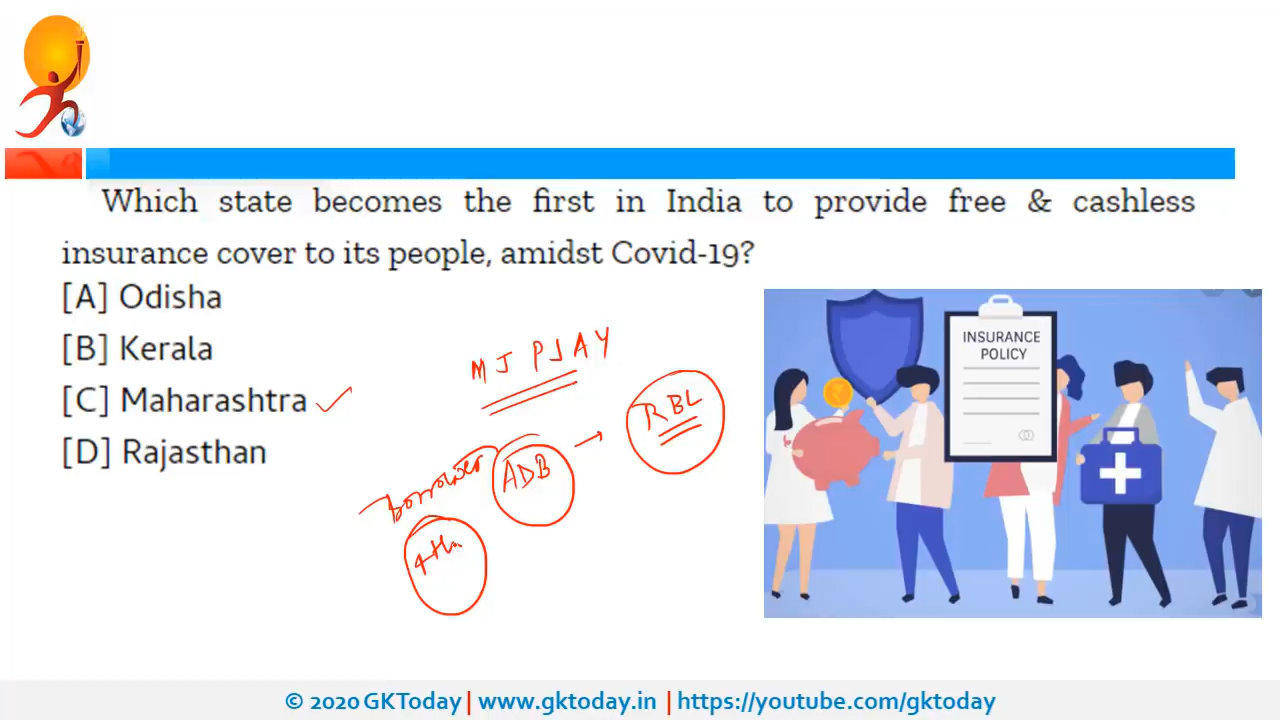 Which state becomes the first in India to provide free & cashless
insurance cover to its people, amidst Covid-19?
[A] Odisha
[B] Kerala
[C] Maharashtra
[D] Rajasthan
MJ PJAY
RBL
borrower ADB
4th
INSURANCE
POLICY
© 2020 GKToday | www.gktoday.in | https://youtube.com/gktoday